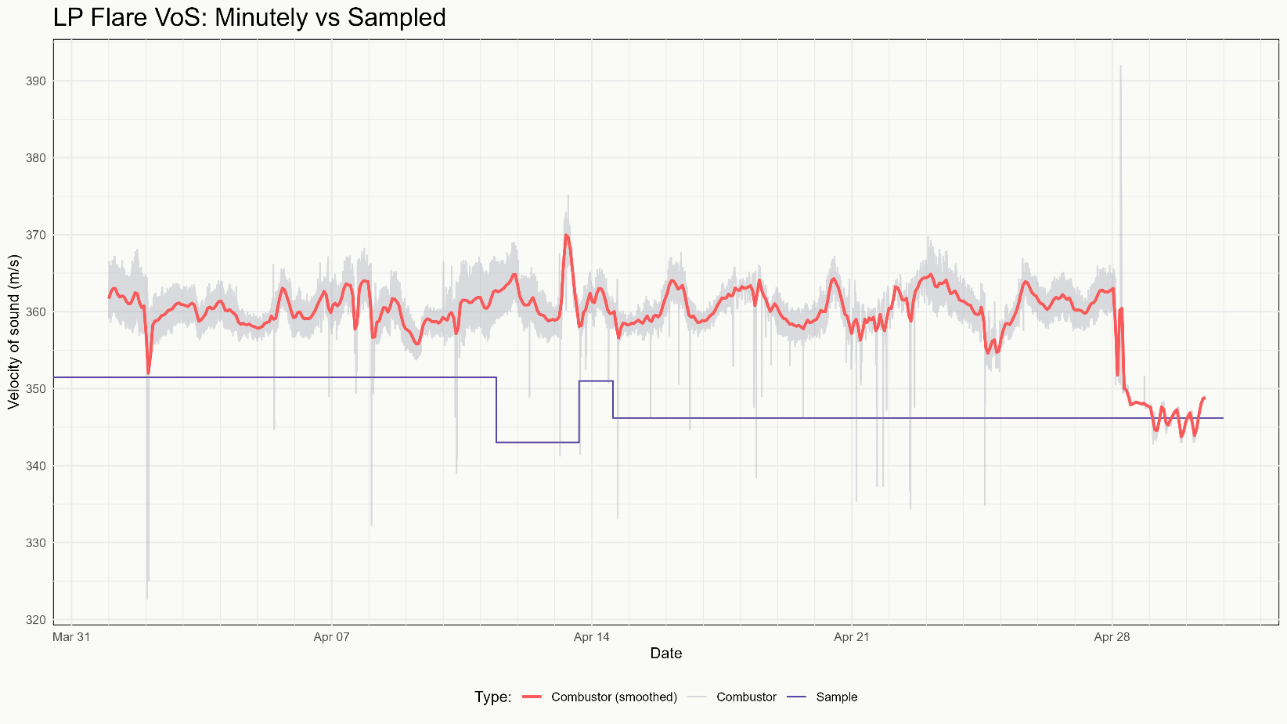 LP Flare VoS: Minutely vs Sampled
Velocity of sound (m/s)
390
380
370
360
350
340
330
320
Mar 31 Apr 07 Apr 14 Apr 21 Apr 28
Date
Type: Combustor (smoothed) Combustor Sample